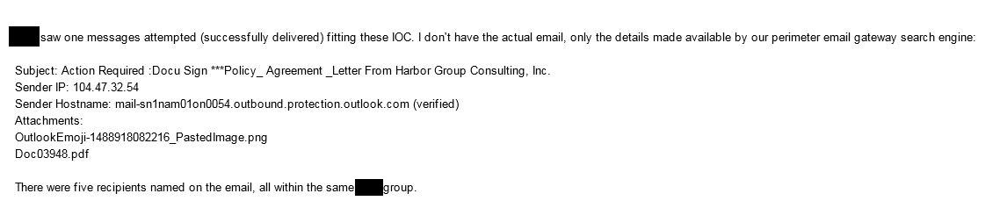 saw one messages attempted (successfully delivered) fitting these IOC. I don't have the actual email, only the details made available by our perimeter email gateway search engine:
Subject: Action Required :Docu Sign ***Policy_ Agreement _Letter From Harbor Group Consulting, Inc.
Sender IP: 104.47.32.54
Sender Hostname: mail-sn1nam01on0054.outbound.protection.outlook.com (verified)
Attachments:
OutlookEmoji-1488918082216_PastedImage.png
Doc03948.pdf
There were five recipients named on the email, all within the same group.